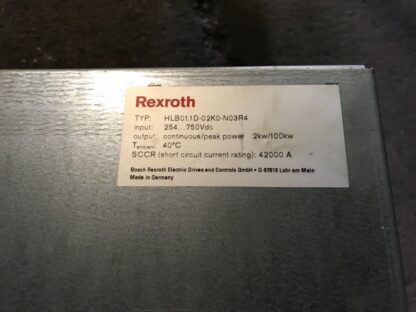 Rexroth
TYP: HLB01.1D-02K0-N03R4
input: 254...750Vdc
output: continuous/peak power 2kw/100kw
Tambient: 40°C
SCCR (short circuit current rating): 42000 A
Bosch Rexroth Electric Drives and Controls GmbH • D-97816 Lohr am Main
Made in Germany